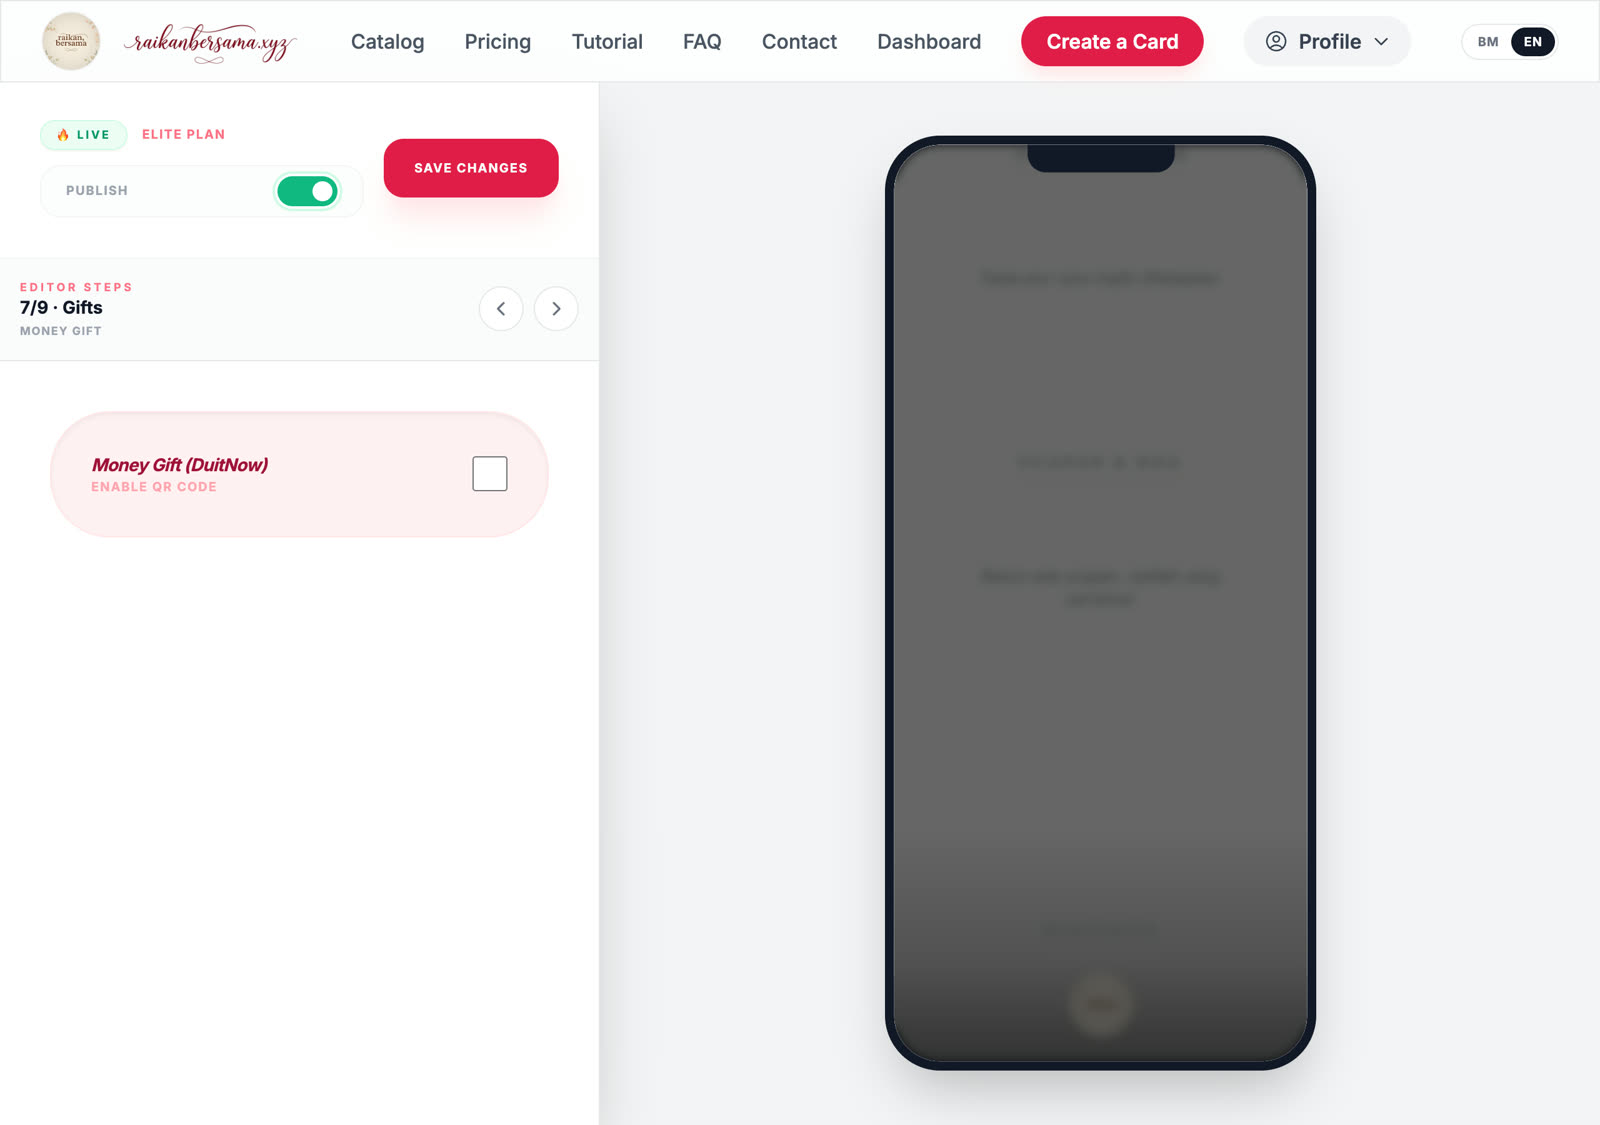 raikan,
bersama
raikanbersama.xyz
Catalog
Pricing
Tutorial
FAQ
Contact
Dashboard
Create a Card
Profile
BM
EN
LIVE
ELITE PLAN
PUBLISH
SAVE CHANGES
EDITOR STEPS
7/9 · Gifts
MONEY GIFT
Money Gift (DuitNow)
ENABLE QR CODE